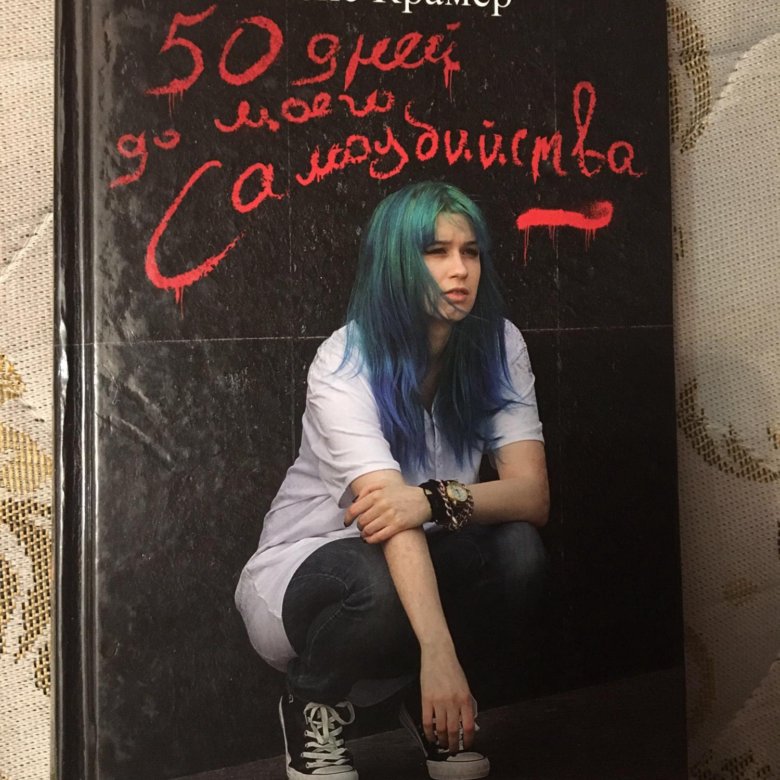 Крамер
50 дней
до моего
Самоубийства